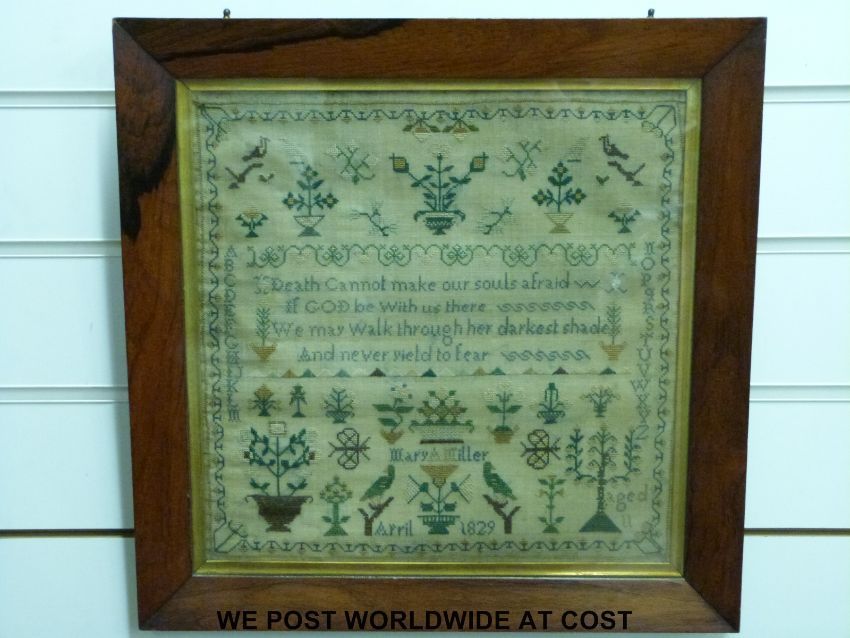 Death Cannot make our souls afraid
If GOD be With us there
We may Walk through her darkest shade
And never yield to fear
Mary A Miller
aged
11
April 1829
WE POST WORLDWIDE AT COST